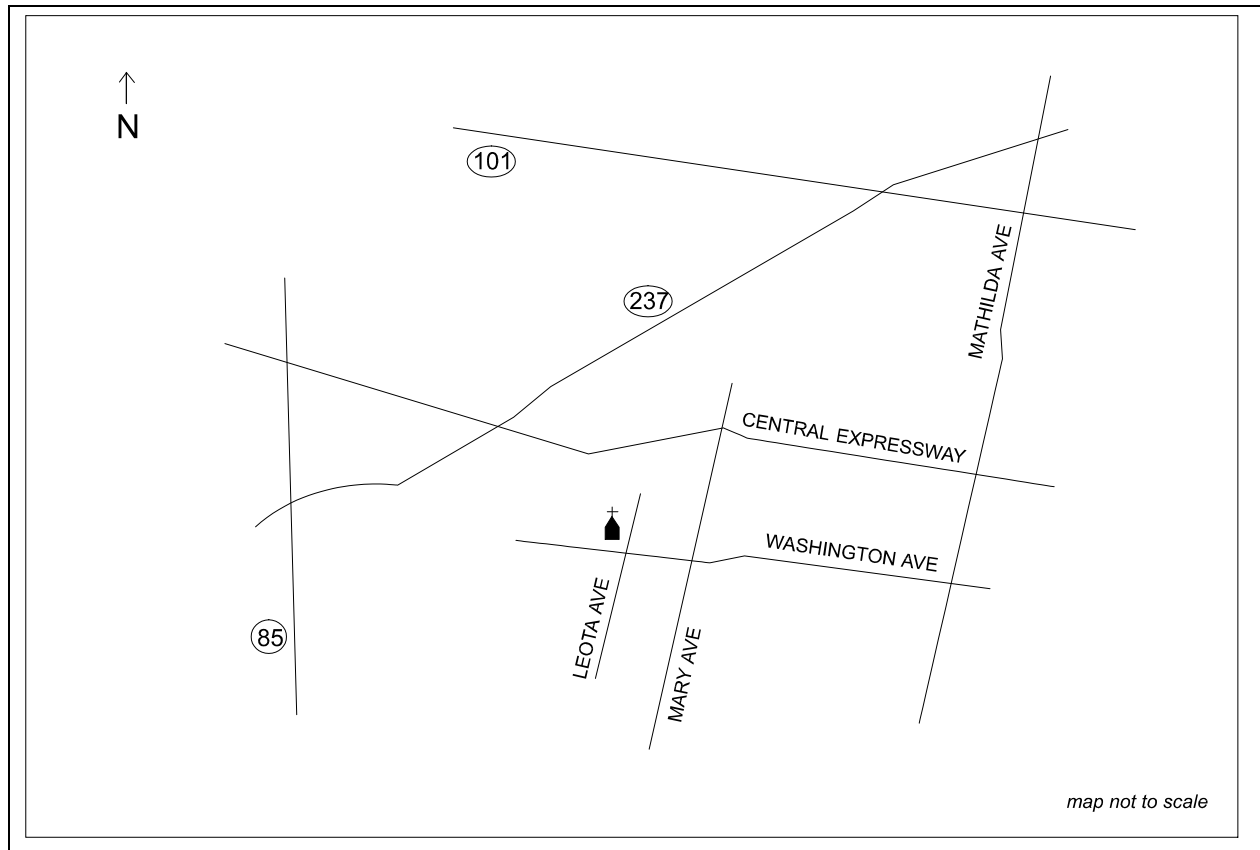 N
101
MATHILDA AVE
237
CENTRAL EXPRESSWAY
WASHINGTON AVE
LEOTA AVE
85
MARY AVE
map not to scale